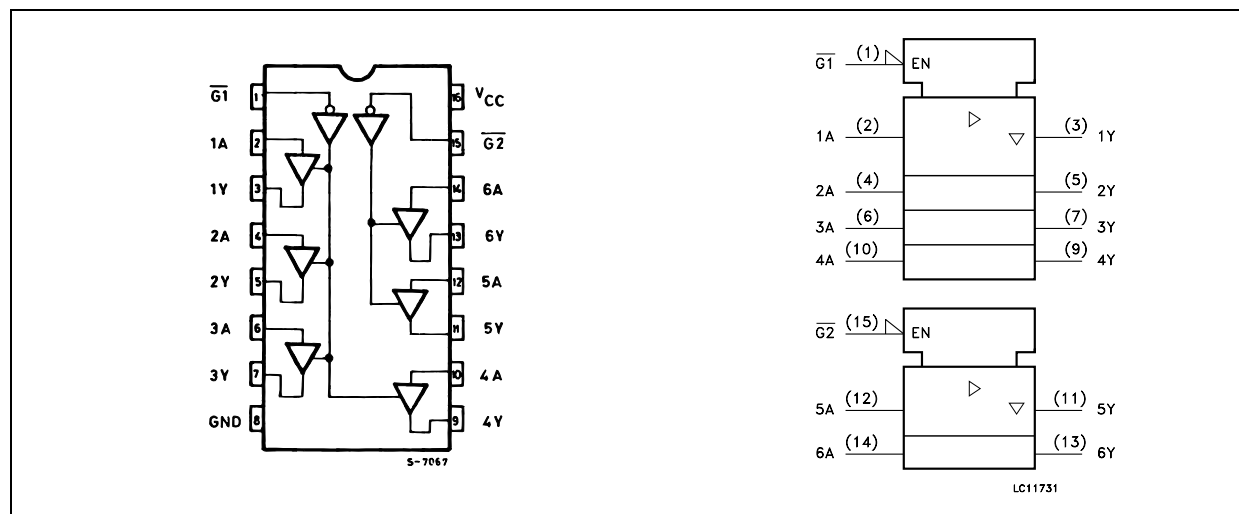 G1 1 16 VCC
1A 2 15 G2
1Y 3 14 6A
2A 4 13 6Y
2Y 5 12 5A
3A 6 11 5Y
3Y 7 10 4A
GND 8 9 4Y
S-7067
G1 (1) EN
1A (2) (3) 1Y
2A (4) (5) 2Y
3A (6) (7) 3Y
4A (10) (9) 4Y
G2 (15) EN
5A (12) (11) 5Y
6A (14) (13) 6Y
LC11731